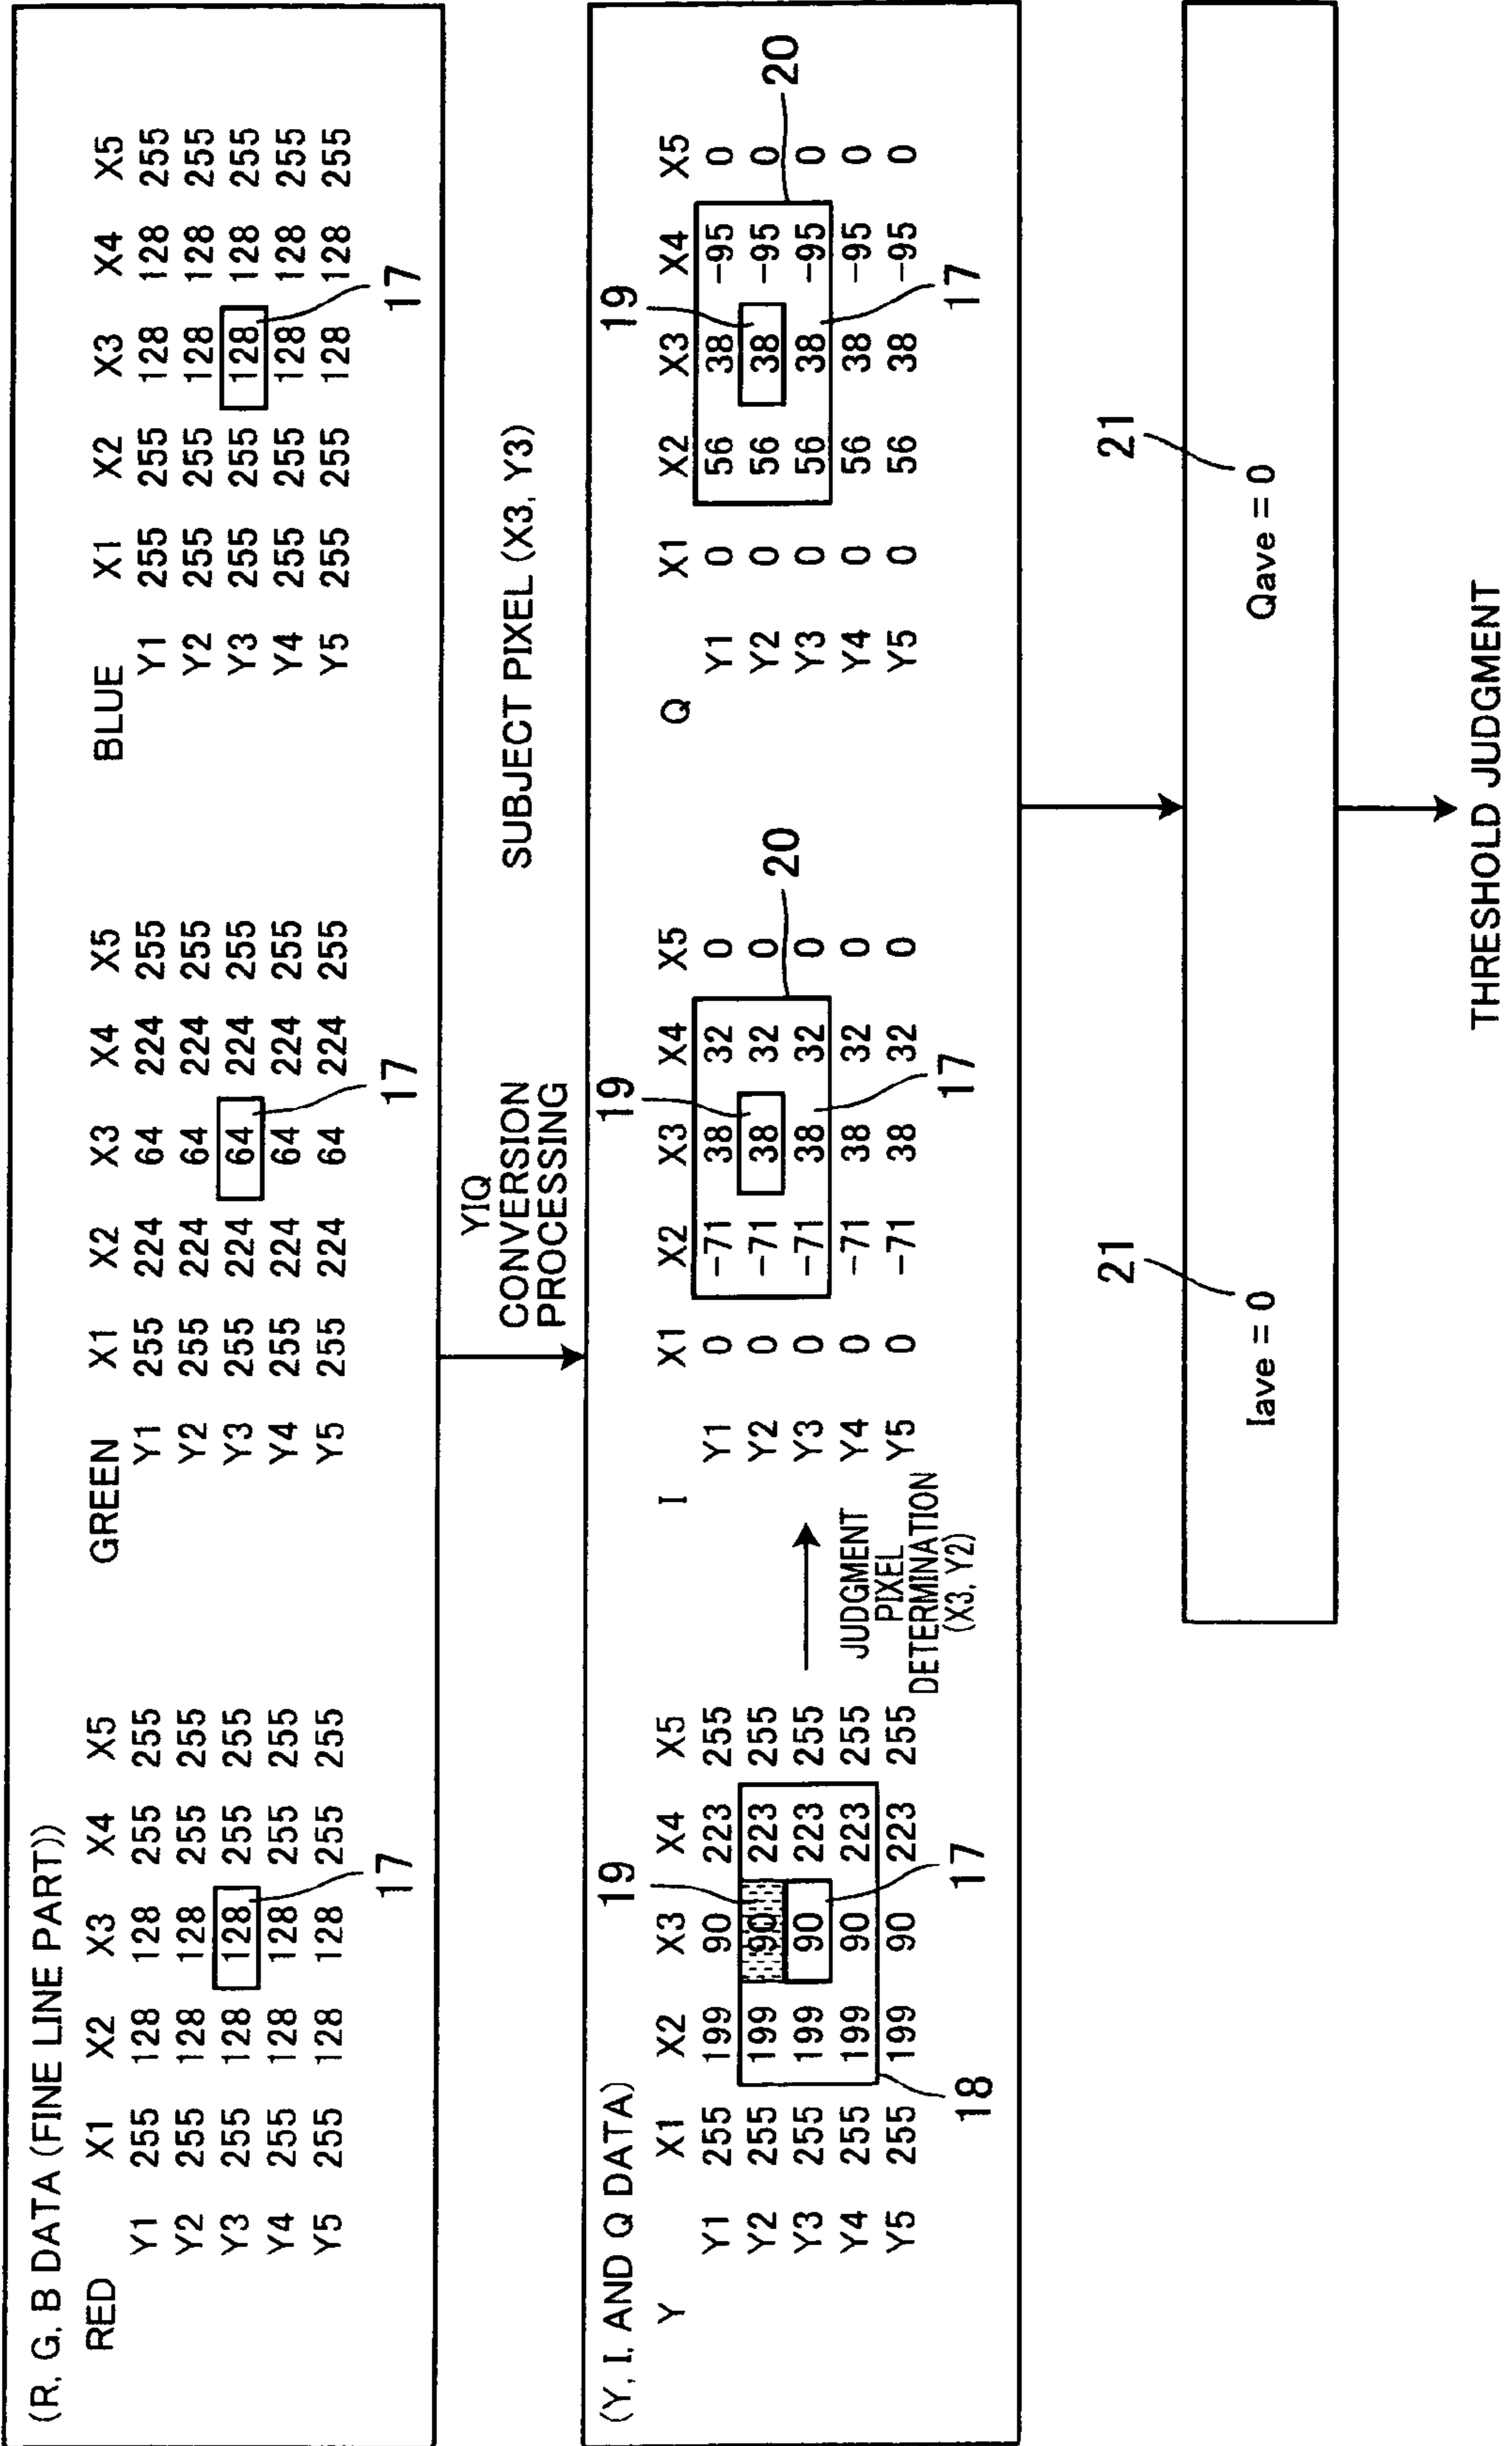 (R, G, B DATA (FINE LINE PART))
RED X1 X2 X3 X4 X5
Y1 255 128 128 255 255
Y2 255 128 128 255 255
Y3 255 128 128 255 255
Y4 255 128 128 255 255
Y5 255 128 128 255 255
17
GREEN X1 X2 X3 X4 X5
Y1 255 224 64 224 255
Y2 255 224 64 224 255
Y3 255 224 64 224 255
Y4 255 224 64 224 255
Y5 255 224 64 224 255
17
BLUE X1 X2 X3 X4 X5
Y1 255 255 128 128 255
Y2 255 255 128 128 255
Y3 255 255 128 128 255
Y4 255 255 128 128 255
Y5 255 255 128 128 255
17
YIQ
CONVERSION
PROCESSING
SUBJECT PIXEL (X3, Y3)
(Y, I, AND Q DATA)
19
Y X1 X2 X3 X4 X5
Y1 255 199 90 223 255
Y2 255 199 90 223 255
Y3 255 199 90 223 255
Y4 255 199 90 223 255
Y5 255 199 90 223 255
18
17
JUDGMENT
PIXEL
DETERMINATION
(X3, Y2)
19
20
I X1 X2 X3 X4 X5
Y1 0 -71 38 32 0
Y2 0 -71 38 32 0
Y3 0 -71 38 32 0
Y4 0 -71 38 32 0
Y5 0 -71 38 32 0
17
19
20
Q X1 X2 X3 X4 X5
Y1 0 56 38 -95 0
Y2 0 56 38 -95 0
Y3 0 56 38 -95 0
Y4 0 56 38 -95 0
Y5 0 56 38 -95 0
17
21
Iave = 0
21
Qave = 0
THRESHOLD JUDGMENT